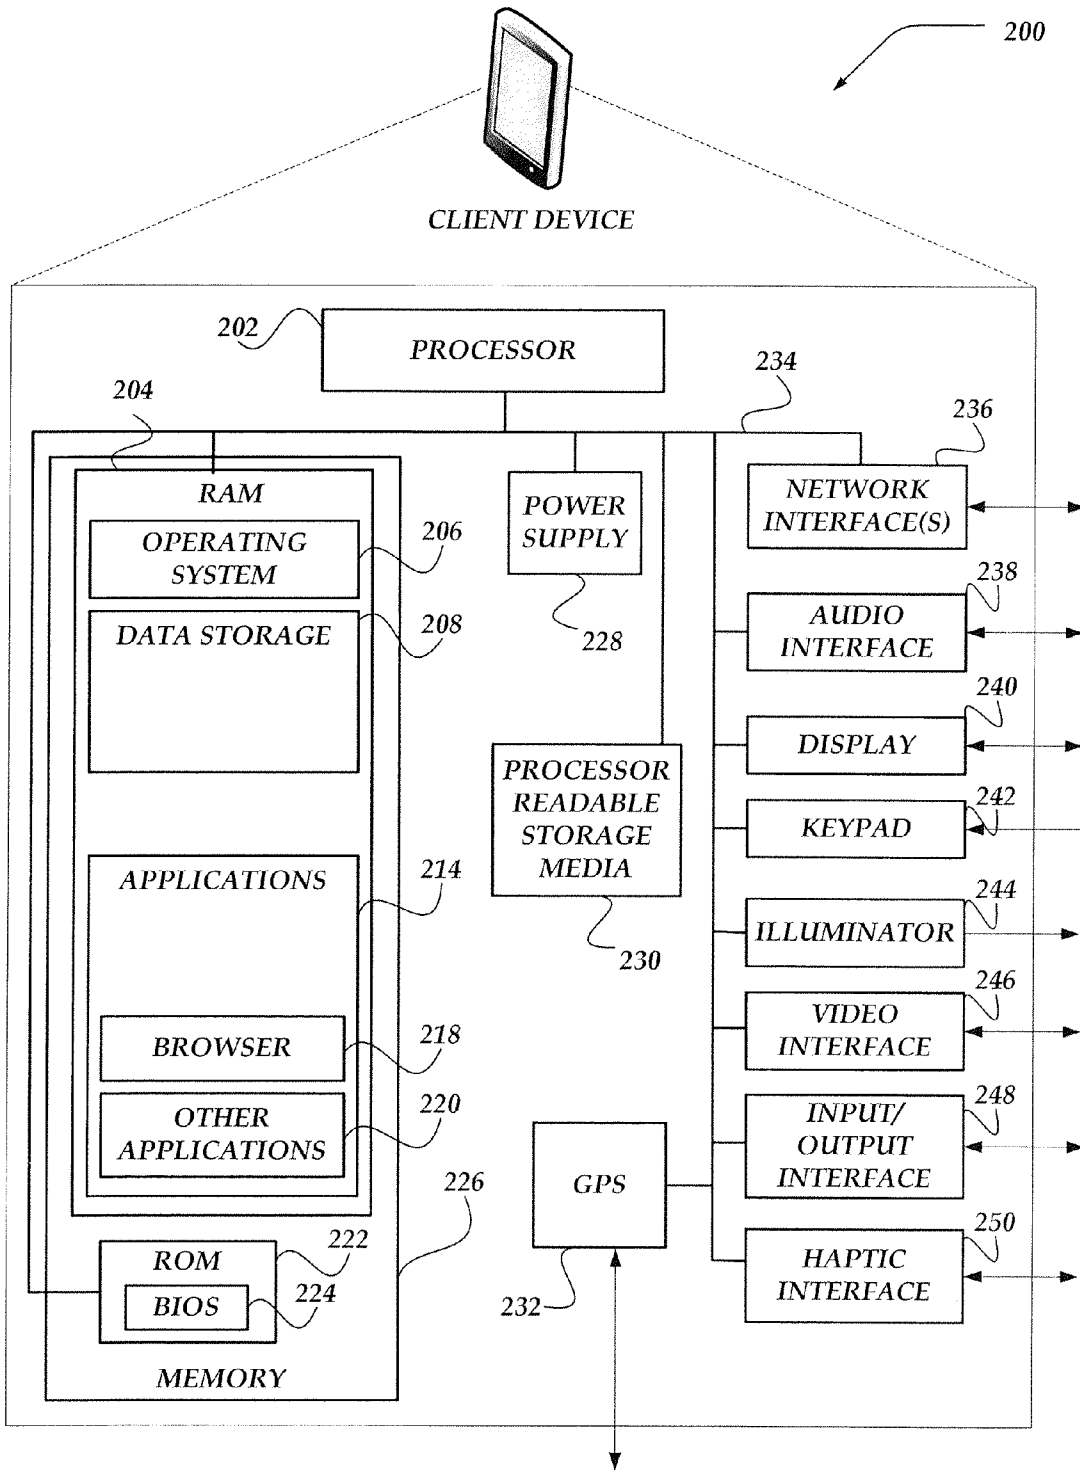 200
CLIENT DEVICE
202
PROCESSOR
234
204
236
RAM
POWER
SUPPLY
NETWORK
INTERFACE(S)
OPERATING
SYSTEM
206
238
DATA STORAGE
208
228
AUDIO
INTERFACE
240
DISPLAY
PROCESSOR
READABLE
STORAGE
MEDIA
242
KEYPAD
APPLICATIONS
214
244
ILLUMINATOR
230
246
BROWSER
218
VIDEO
INTERFACE
OTHER
APPLICATIONS
220
248
INPUT/
OUTPUT
INTERFACE
GPS
226
250
ROM
222
HAPTIC
INTERFACE
BIOS
224
232
MEMORY